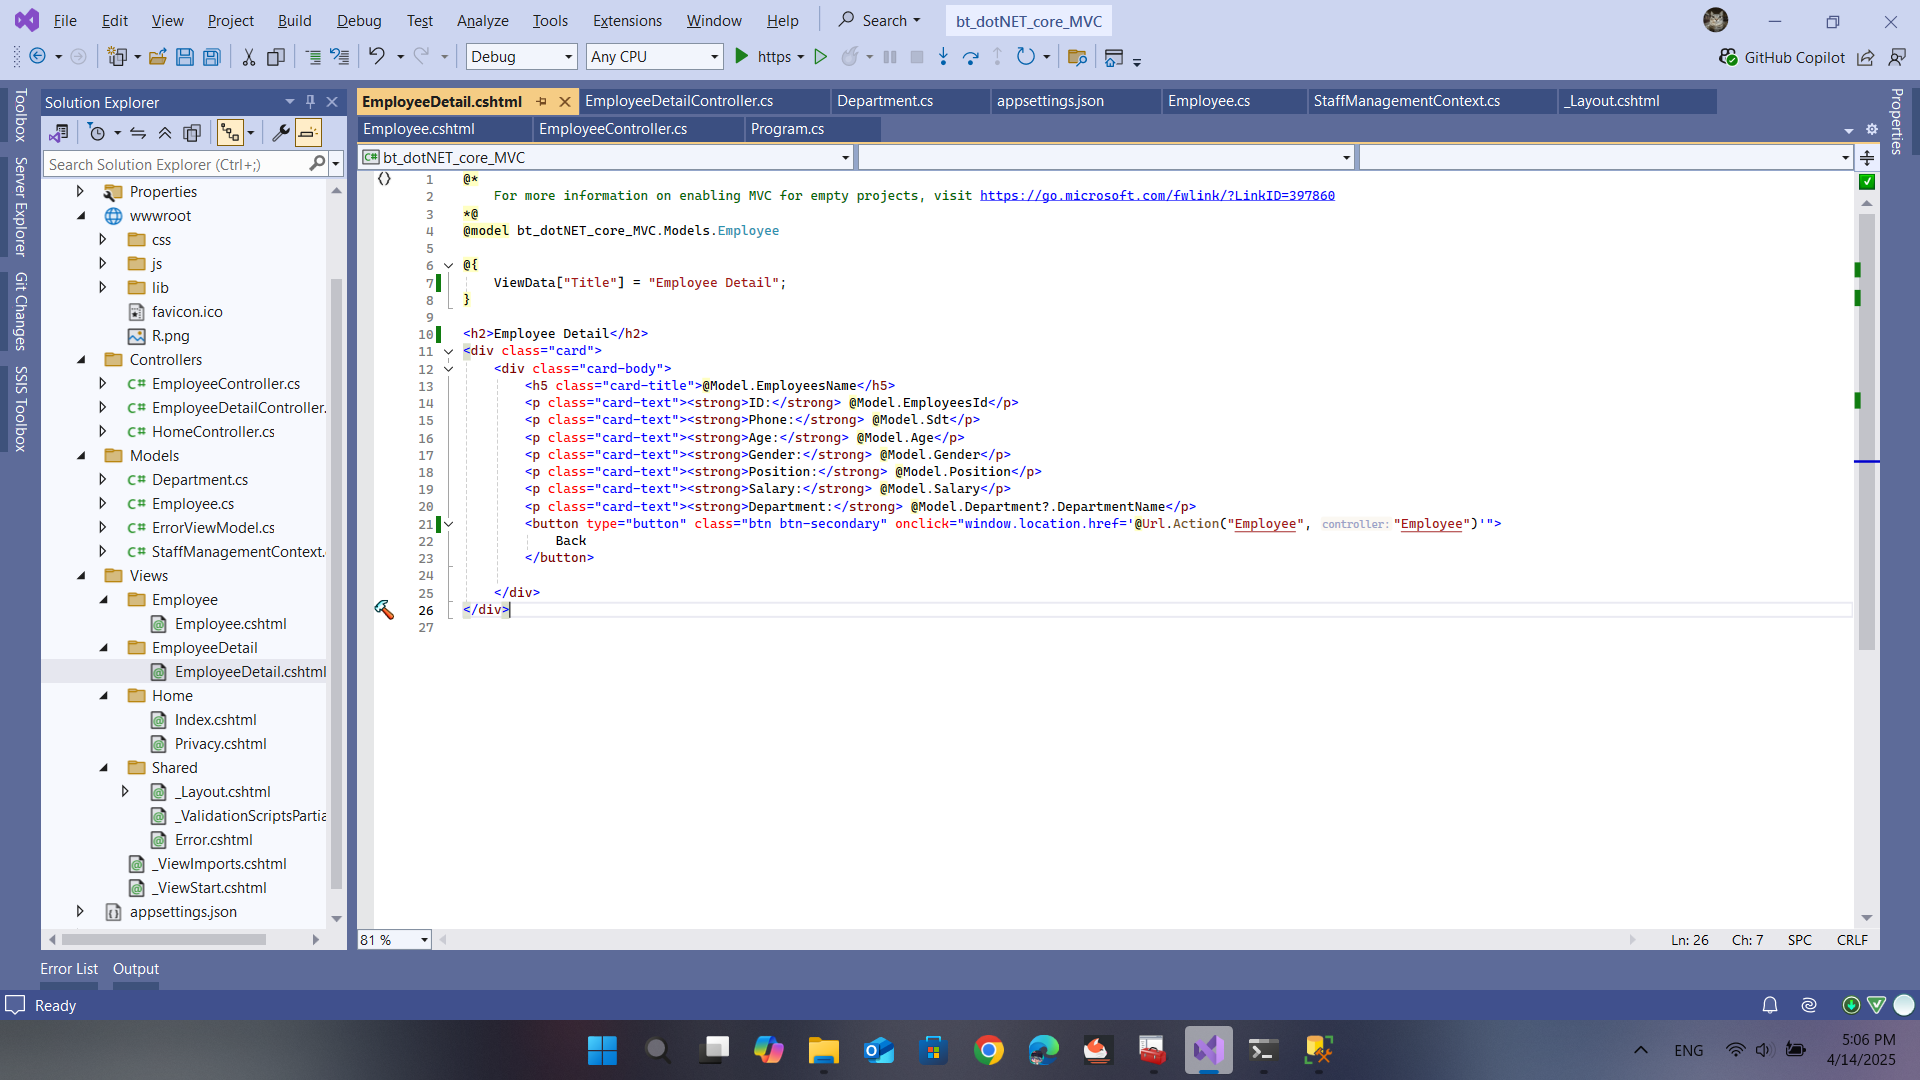 File Edit View Project Build Debug Test Analyze Tools Extensions Window Help Search bt_dotNET_core_MVC
Debug Any CPU https GitHub Copilot
Toolbox
Server Explorer
Git Changes
SSIS Toolbox
Solution Explorer
Search Solution Explorer (Ctrl+;)
Properties
wwwroot
css
js
lib
favicon.ico
R.png
Controllers
C# EmployeeController.cs
C# EmployeeDetailController.
C# HomeController.cs
Models
C# Department.cs
C# Employee.cs
C# ErrorViewModel.cs
C# StaffManagementContext.
Views
Employee
Employee.cshtml
EmployeeDetail
EmployeeDetail.cshtml
Home
Index.cshtml
Privacy.cshtml
Shared
_Layout.cshtml
_ValidationScriptsPartia
Error.cshtml
_ViewImports.cshtml
_ViewStart.cshtml
appsettings.json
EmployeeDetail.cshtml EmployeeDetailController.cs Department.cs appsettings.json Employee.cs StaffManagementContext.cs _Layout.cshtml
Employee.cshtml EmployeeController.cs Program.cs
C# bt_dotNET_core_MVC
1 @*
2 For more information on enabling MVC for empty projects, visit https://go.microsoft.com/fwlink/?LinkID=397860
3 *@
4 @model bt_dotNET_core_MVC.Models.Employee
5
6 @{
7 ViewData["Title"] = "Employee Detail";
8 }
9
10 <h2>Employee Detail</h2>
11 <div class="card">
12 <div class="card-body">
13 <h5 class="card-title">@Model.EmployeesName</h5>
14 <p class="card-text"><strong>ID:</strong> @Model.EmployeesId</p>
15 <p class="card-text"><strong>Phone:</strong> @Model.Sdt</p>
16 <p class="card-text"><strong>Age:</strong> @Model.Age</p>
17 <p class="card-text"><strong>Gender:</strong> @Model.Gender</p>
18 <p class="card-text"><strong>Position:</strong> @Model.Position</p>
19 <p class="card-text"><strong>Salary:</strong> @Model.Salary</p>
20 <p class="card-text"><strong>Department:</strong> @Model.Department?.DepartmentName</p>
21 <button type="button" class="btn btn-secondary" onclick="window.location.href='@Url.Action("Employee", controller: "Employee")'">
22 Back
23 </button>
24
25 </div>
26 </div>
27
81 % Ln: 26 Ch: 7 SPC CRLF
Properties
Error List Output
Ready
ENG 5:06 PM
4/14/2025